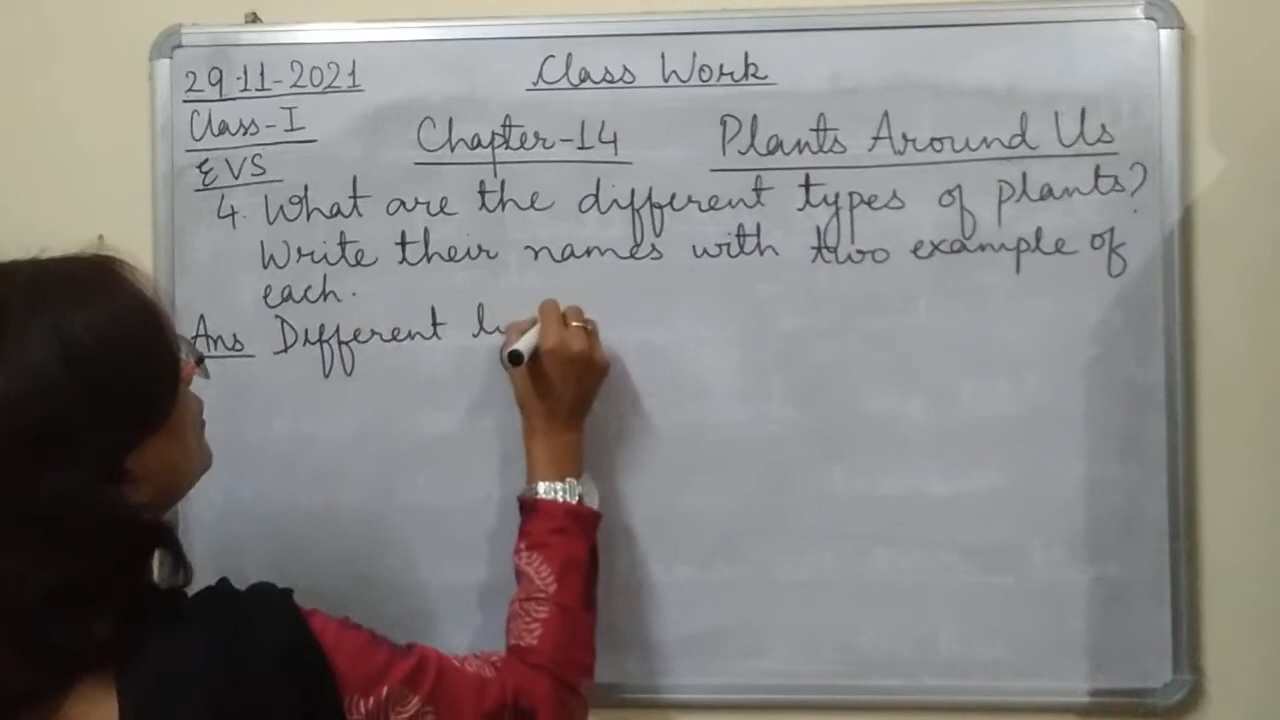 29-11-2021
Class Work
Class-I
Chapter-14 Plants Around Us
EVS
4. What are the different types of plants?
Write their names with two example of
each.
Ans Different